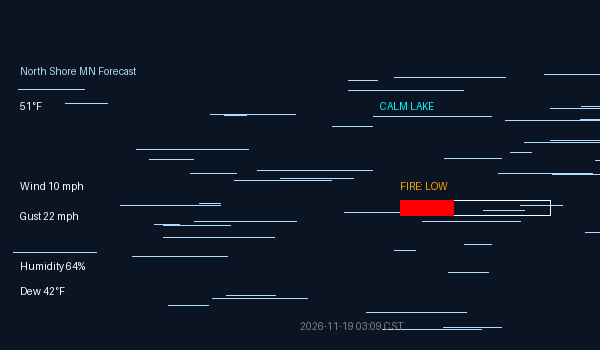 North Shore MN Forecast
51°F
CALM LAKE
Wind 10 mph
FIRE: LOW
Gust 22 mph
Humidity 64%
Dew 42°F
2026-11-19 03:09 CST